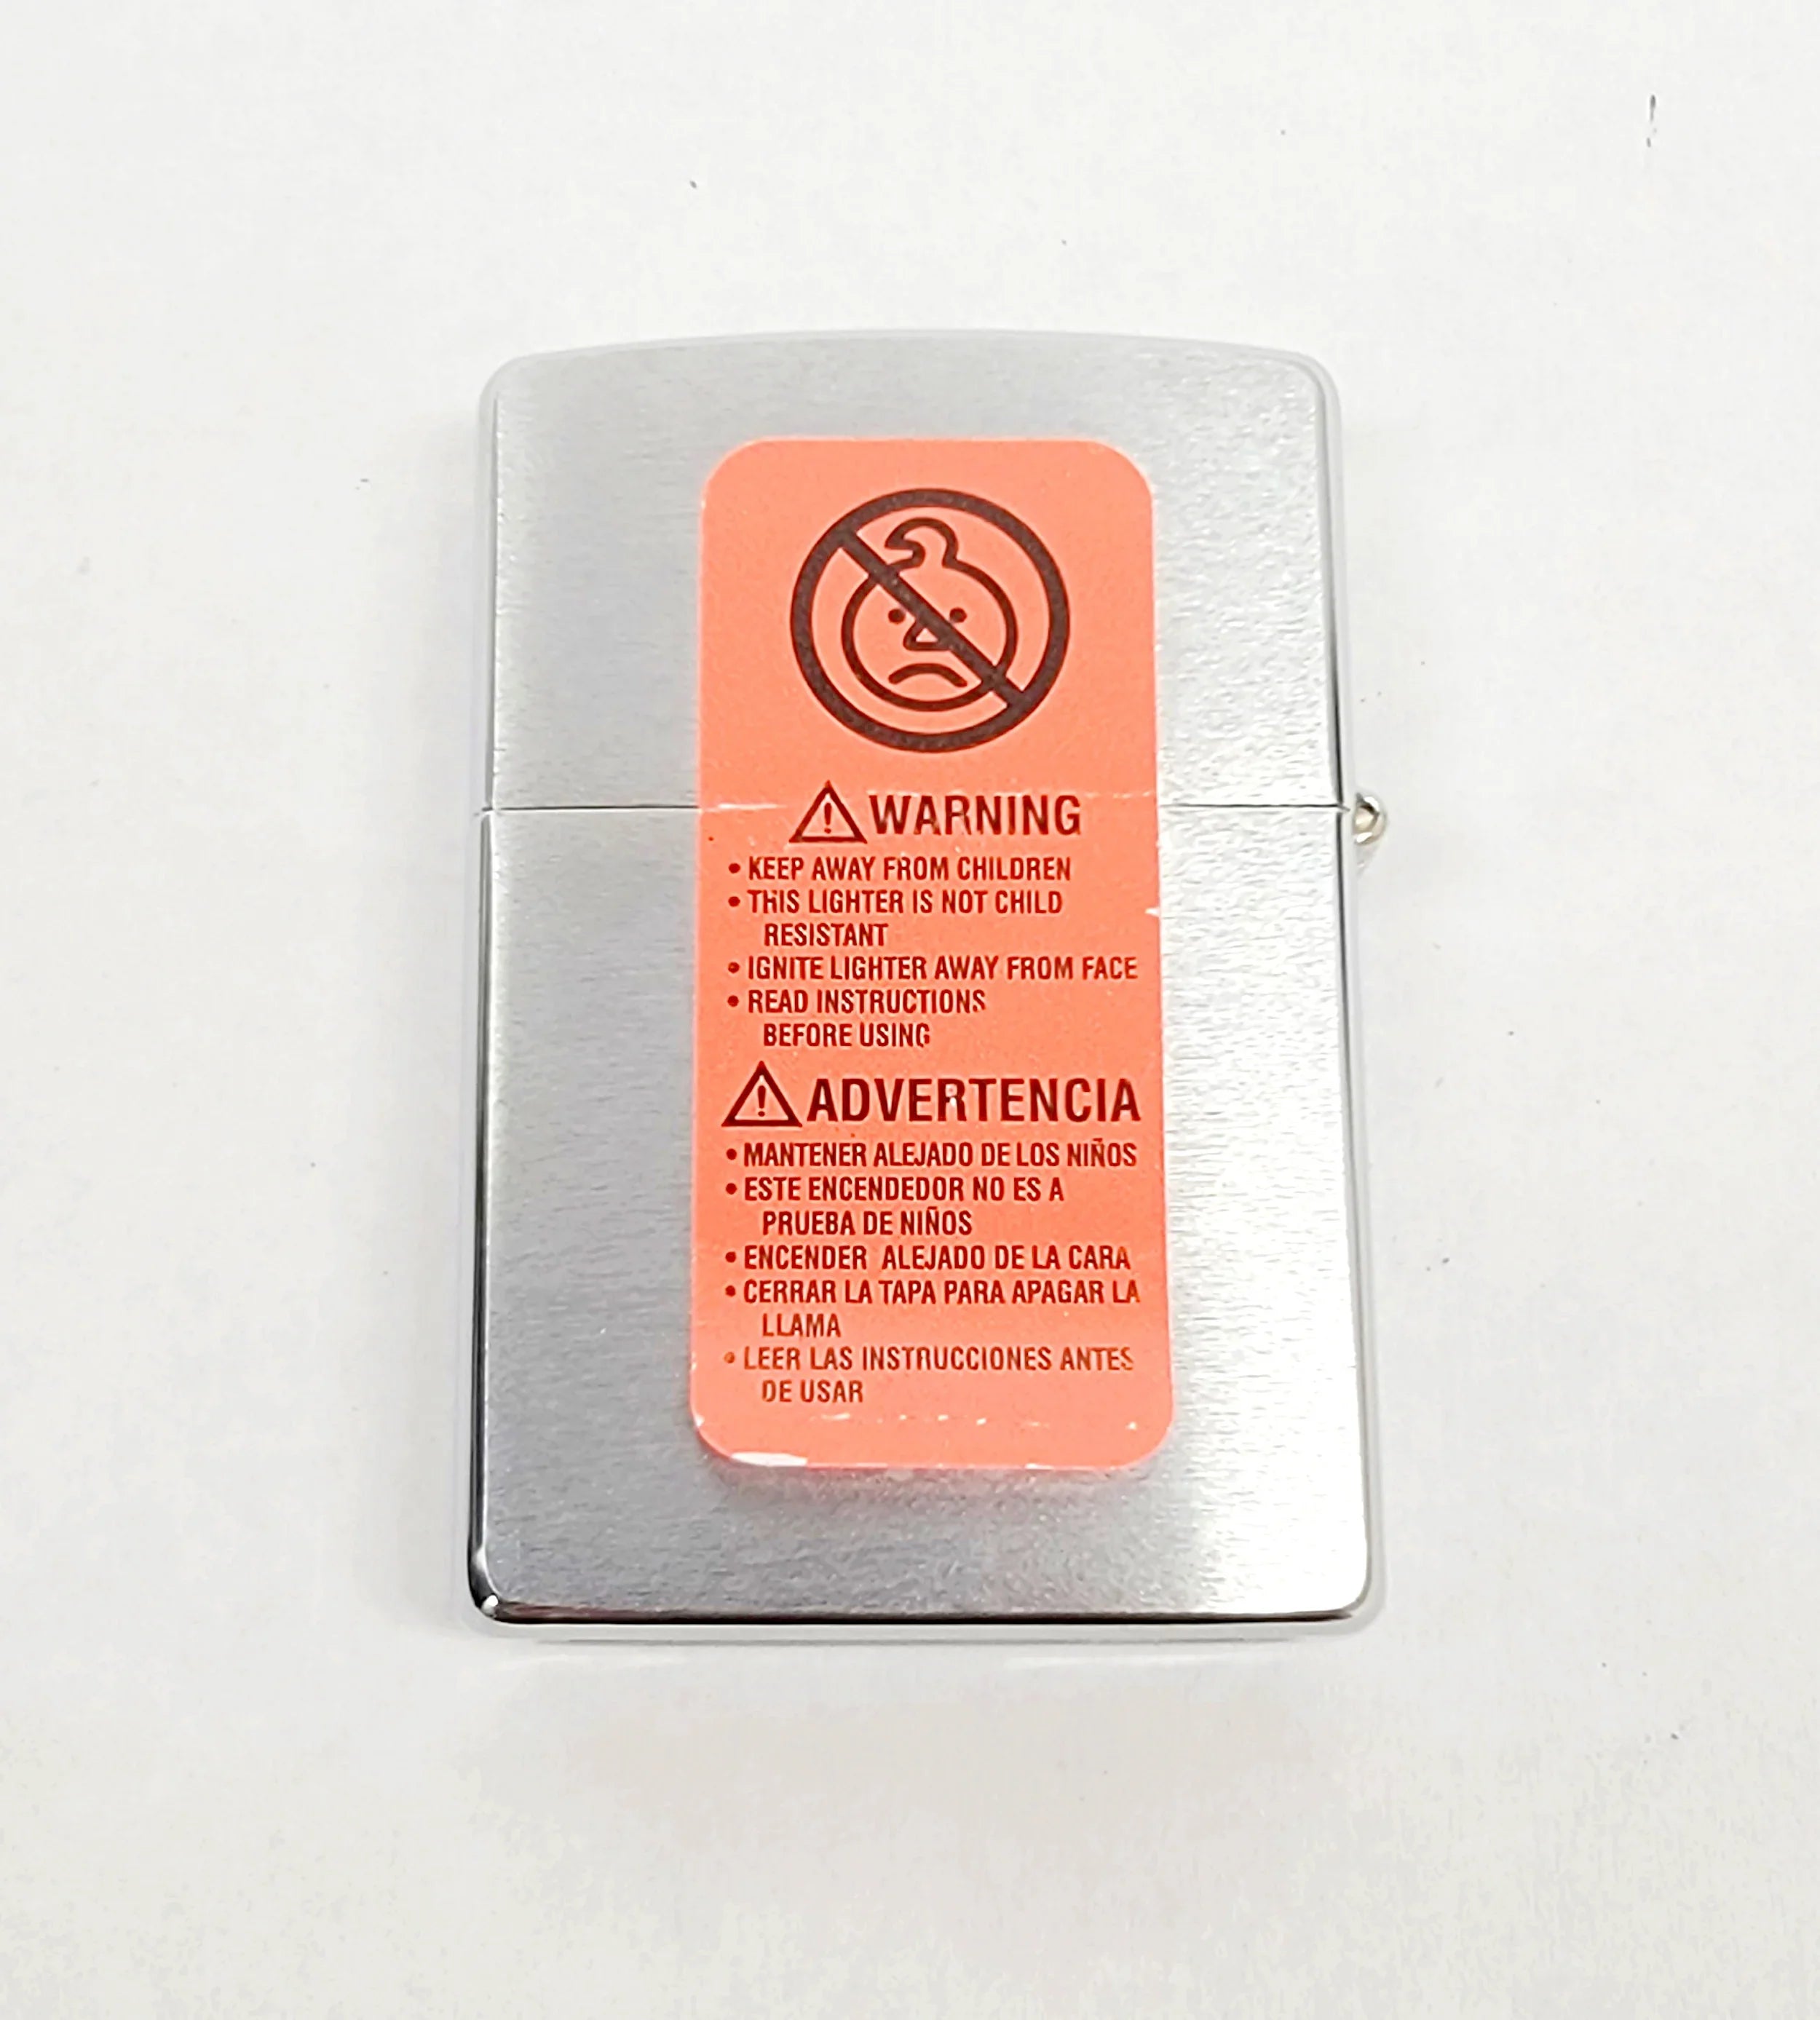 WARNING
• KEEP AWAY FROM CHILDREN
• THIS LIGHTER IS NOT CHILD
RESISTANT
• IGNITE LIGHTER AWAY FROM FACE
• READ INSTRUCTIONS
BEFORE USING
ADVERTENCIA
• MANTENER ALEJADO DE LOS NIÑOS
• ESTE ENCENDEDOR NO ES A
PRUEBA DE NIÑOS
• ENCENDER ALEJADO DE LA CARA
• CERRAR LA TAPA PARA APAGAR LA
LLAMA
• LEER LAS INSTRUCCIONES ANTES
DE USAR